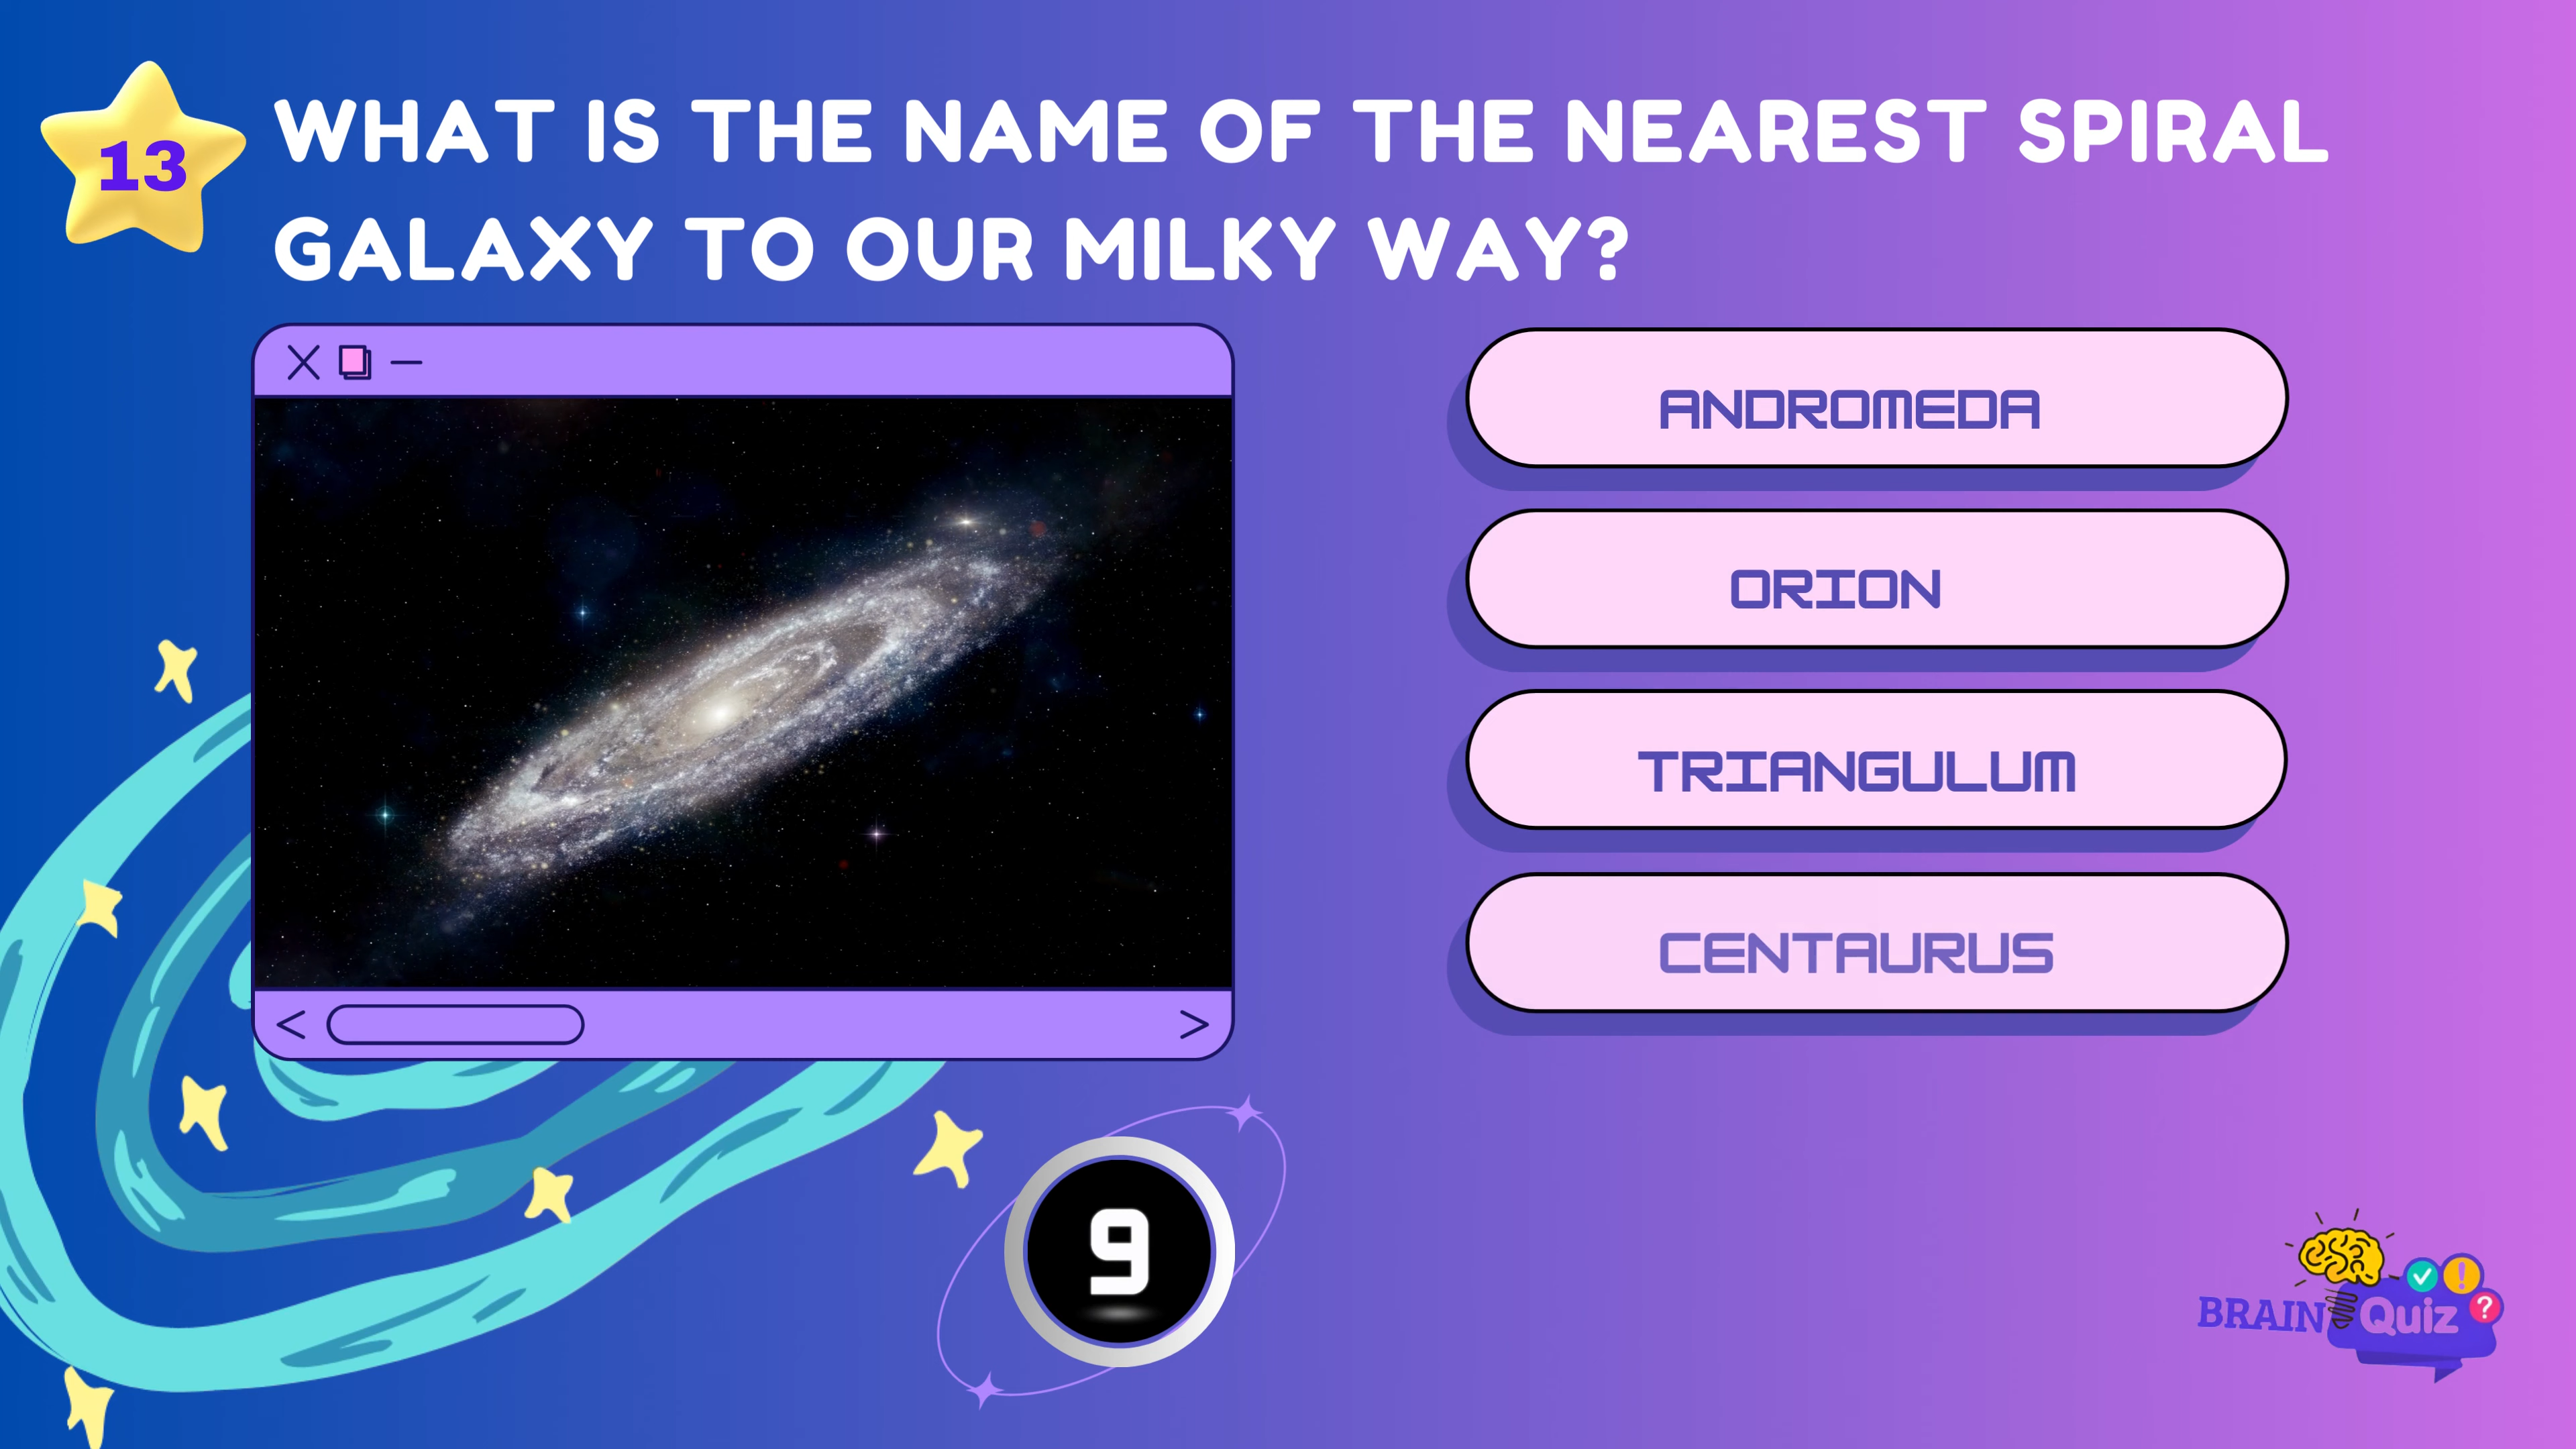 13
WHAT IS THE NAME OF THE NEAREST SPIRAL
GALAXY TO OUR MILKY WAY?
ANDROMEDA
ORION
TRIANGULUM
CENTAURUS
9
BRAIN Quiz